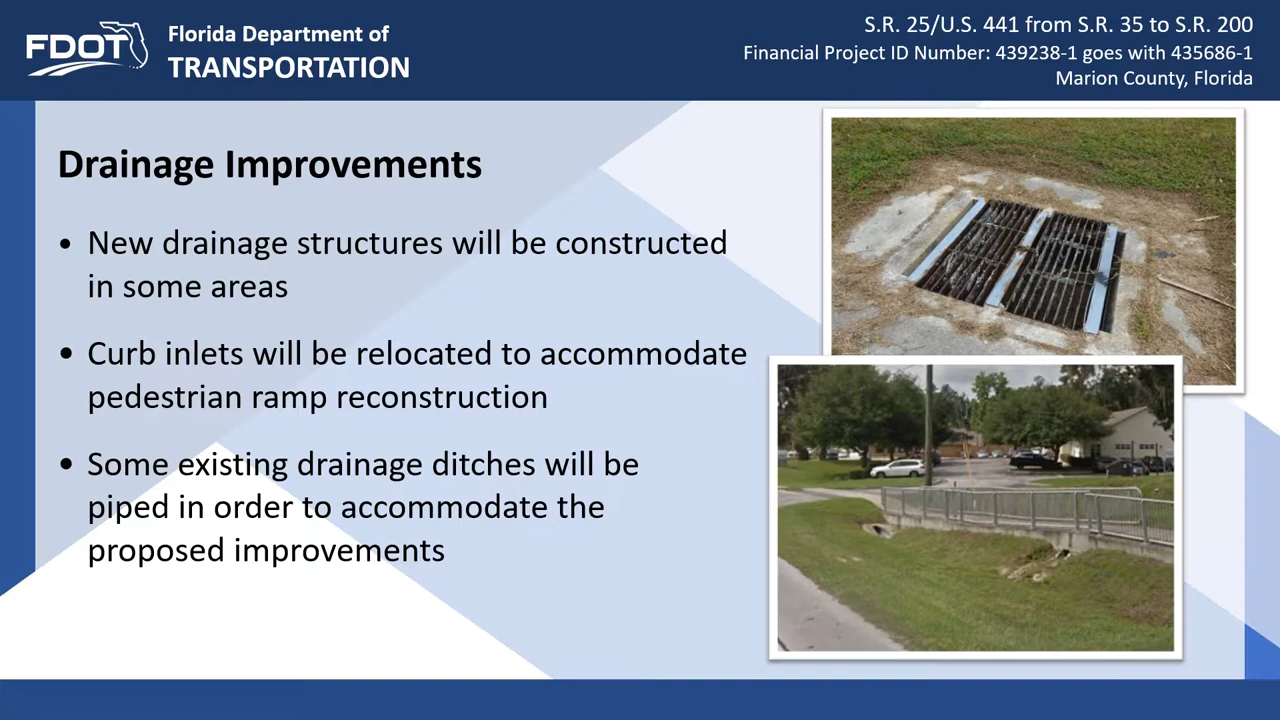 FDOT
Florida Department of
TRANSPORTATION
S.R. 25/U.S. 441 from S.R. 35 to S.R. 200
Financial Project ID Number: 439238-1 goes with 435686-1
Marion County, Florida
Drainage Improvements
• New drainage structures will be constructed
in some areas
• Curb inlets will be relocated to accommodate
pedestrian ramp reconstruction
• Some existing drainage ditches will be
piped in order to accommodate the
proposed improvements